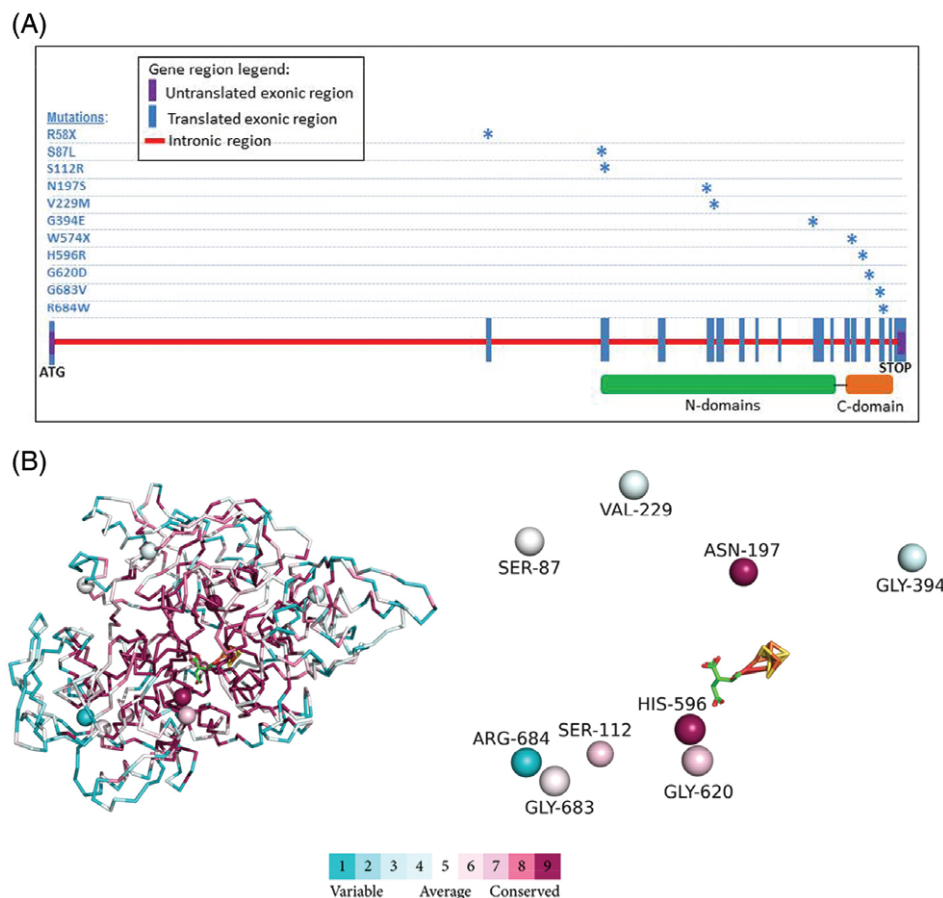 (A)
Gene region legend:
Untranslated exonic region
Translated exonic region
Intronic region
Mutations:
R58X
S87L
S112R
N197S
V229M
G394E
W574X
H596R
G620D
G683V
R684W
ATG
STOP
N-domains
C-domain
(B)
VAL-229
SER-87
ASN-197
GLY-394
HIS-596
ARG-684
SER-112
GLY-683
GLY-620
1 2 3 4 5 6 7 8 9
Variable Average Conserved